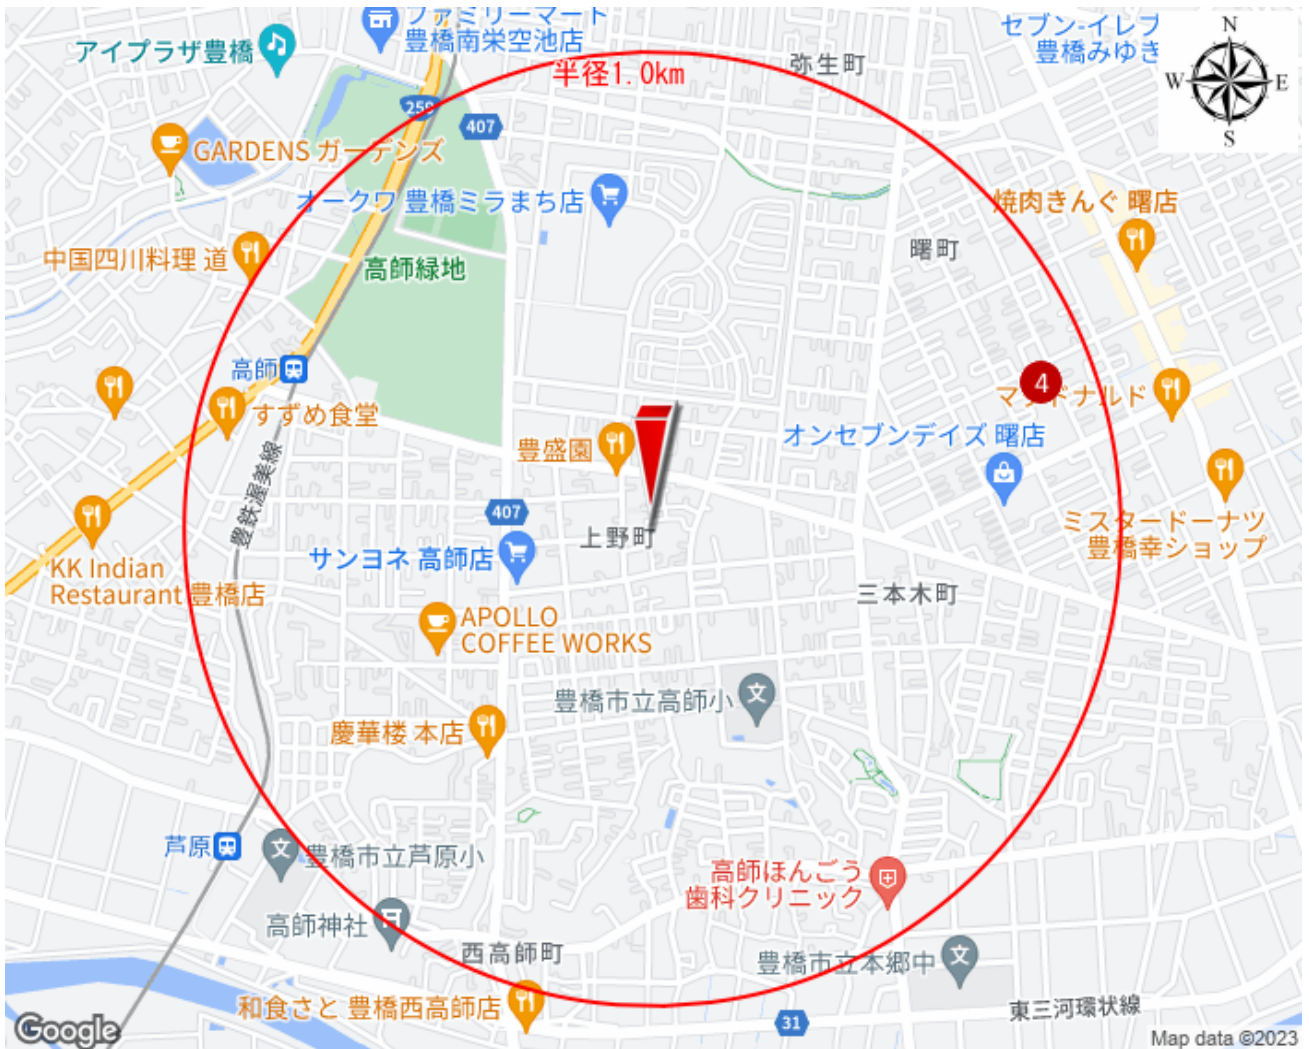 ファミリーマート
豊橋南栄空池店
アイプラザ豊橋
半径1.0km
弥生町
セブン-イレブ
豊橋みゆき
N
W
E
S
259
407
GARDENS ガーデンズ
オークワ 豊橋ミラまち店
焼肉きんぐ 曙店
中国四川料理 道
高師緑地
曙町
高師
すずめ食堂
4
マクドナルド
豊盛園
オンセブンデイズ 曙店
豊鉄渥美線
407
上野町
サンヨネ 高師店
ミスタードーナツ
豊橋幸ショップ
KK Indian
Restaurant 豊橋店
三本木町
APOLLO
COFFEE WORKS
豊橋市立高師小
慶華楼 本店
芦原
豊橋市立芦原小
高師ほんごう
歯科クリニック
高師神社
西高師町
豊橋市立本郷中
和食さと 豊橋西高師店
31
東三河環状線
Google
Map data ©2023